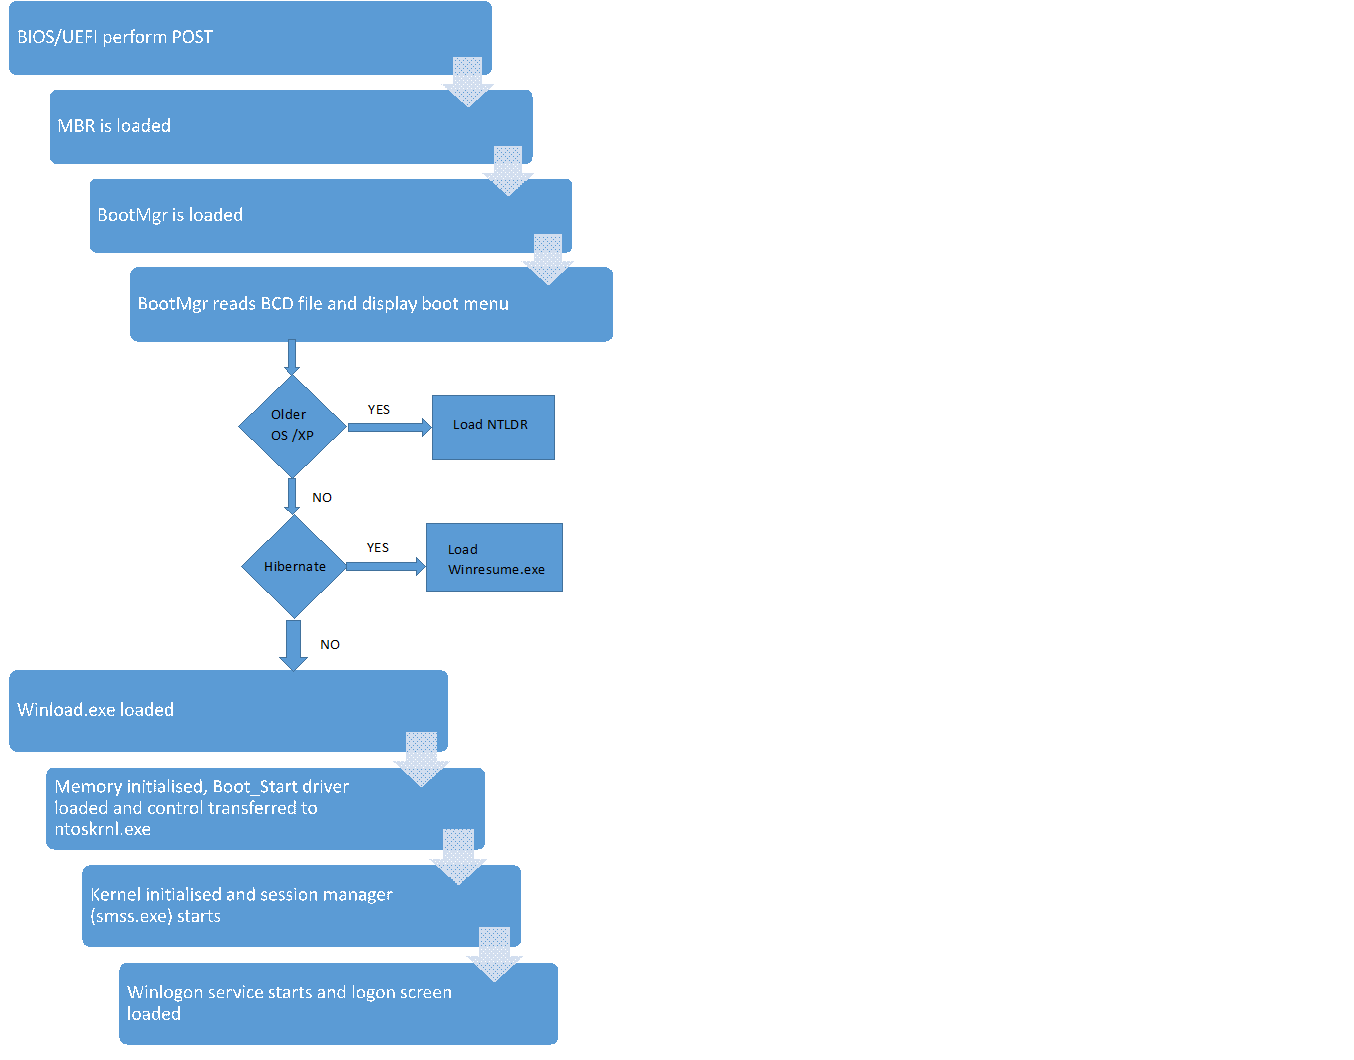 BIOS/UEFI perform POST
MBR is loaded
BootMgr is loaded
BootMgr reads BCD file and display boot menu
Older
OS /XP
YES
Load NTLDR
NO
Hibernate
YES
Load
Winresume.exe
NO
Winload.exe loaded
Memory initialised, Boot_Start driver
loaded and control transferred to
ntoskrnl.exe
Kernel initialised and session manager
(smss.exe) starts
Winlogon service starts and logon screen
loaded